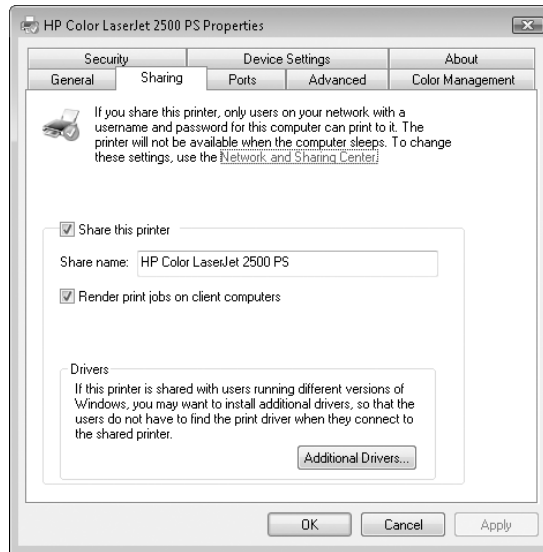 HP Color LaserJet 2500 PS Properties
Security Device Settings About
General Sharing Ports Advanced Color Management
If you share this printer, only users on your network with a
username and password for this computer can print to it. The
printer will not be available when the computer sleeps. To change
these settings, use the Network and Sharing Center.
Share this printer
Share name: HP Color LaserJet 2500 PS
Render print jobs on client computers
Drivers
If this printer is shared with users running different versions of
Windows, you may want to install additional drivers, so that the
users do not have to find the print driver when they connect to
the shared printer.
Additional Drivers...
OK Cancel Apply